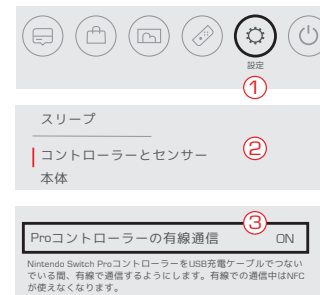 設定
①
スリープ
コントローラーとセンサー ②
本体
③
Proコントローラーの有線通信 ON
Nintendo Switch ProコントローラーをUSB充電ケーブルでつない
でいる間、有線で通信するようにします。有線での通信中はNFC
が使えなくなります。